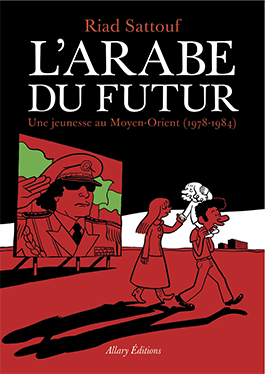 Riad Sattouf
L'ARABE
DU FUTUR
Une jeunesse au Moyen-Orient (1978-1984)
Allary Éditions